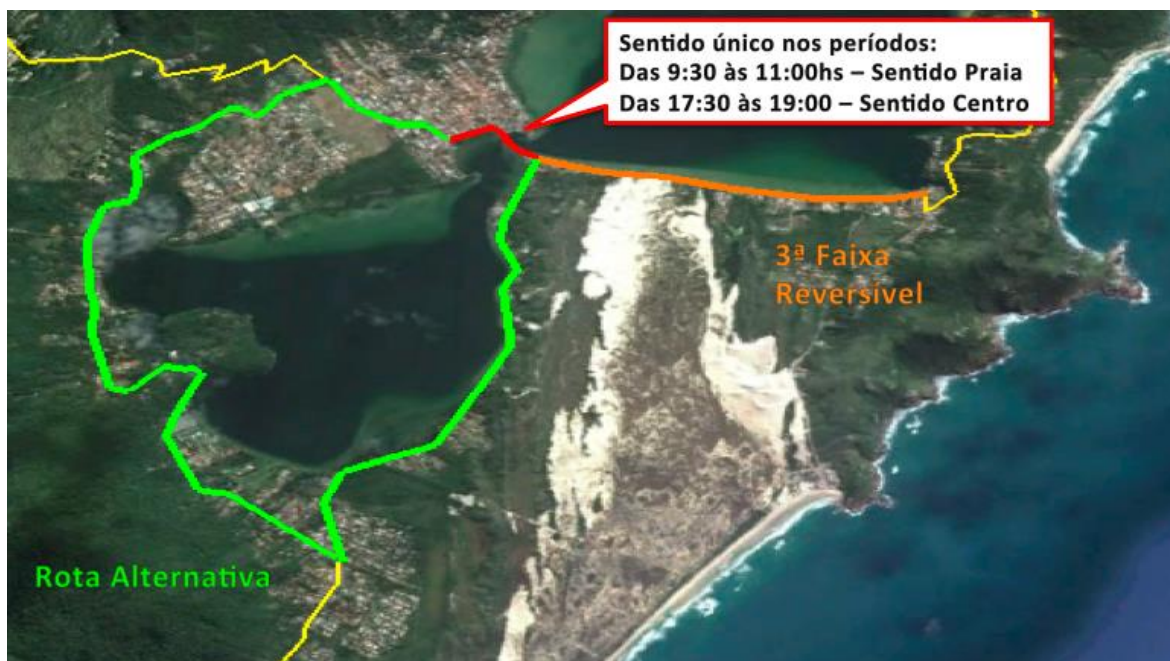 Sentido único nos períodos:
Das 9:30 às 11:00hs – Sentido Praia
Das 17:30 às 19:00 – Sentido Centro
3ª Faixa
Reversível
Rota Alternativa